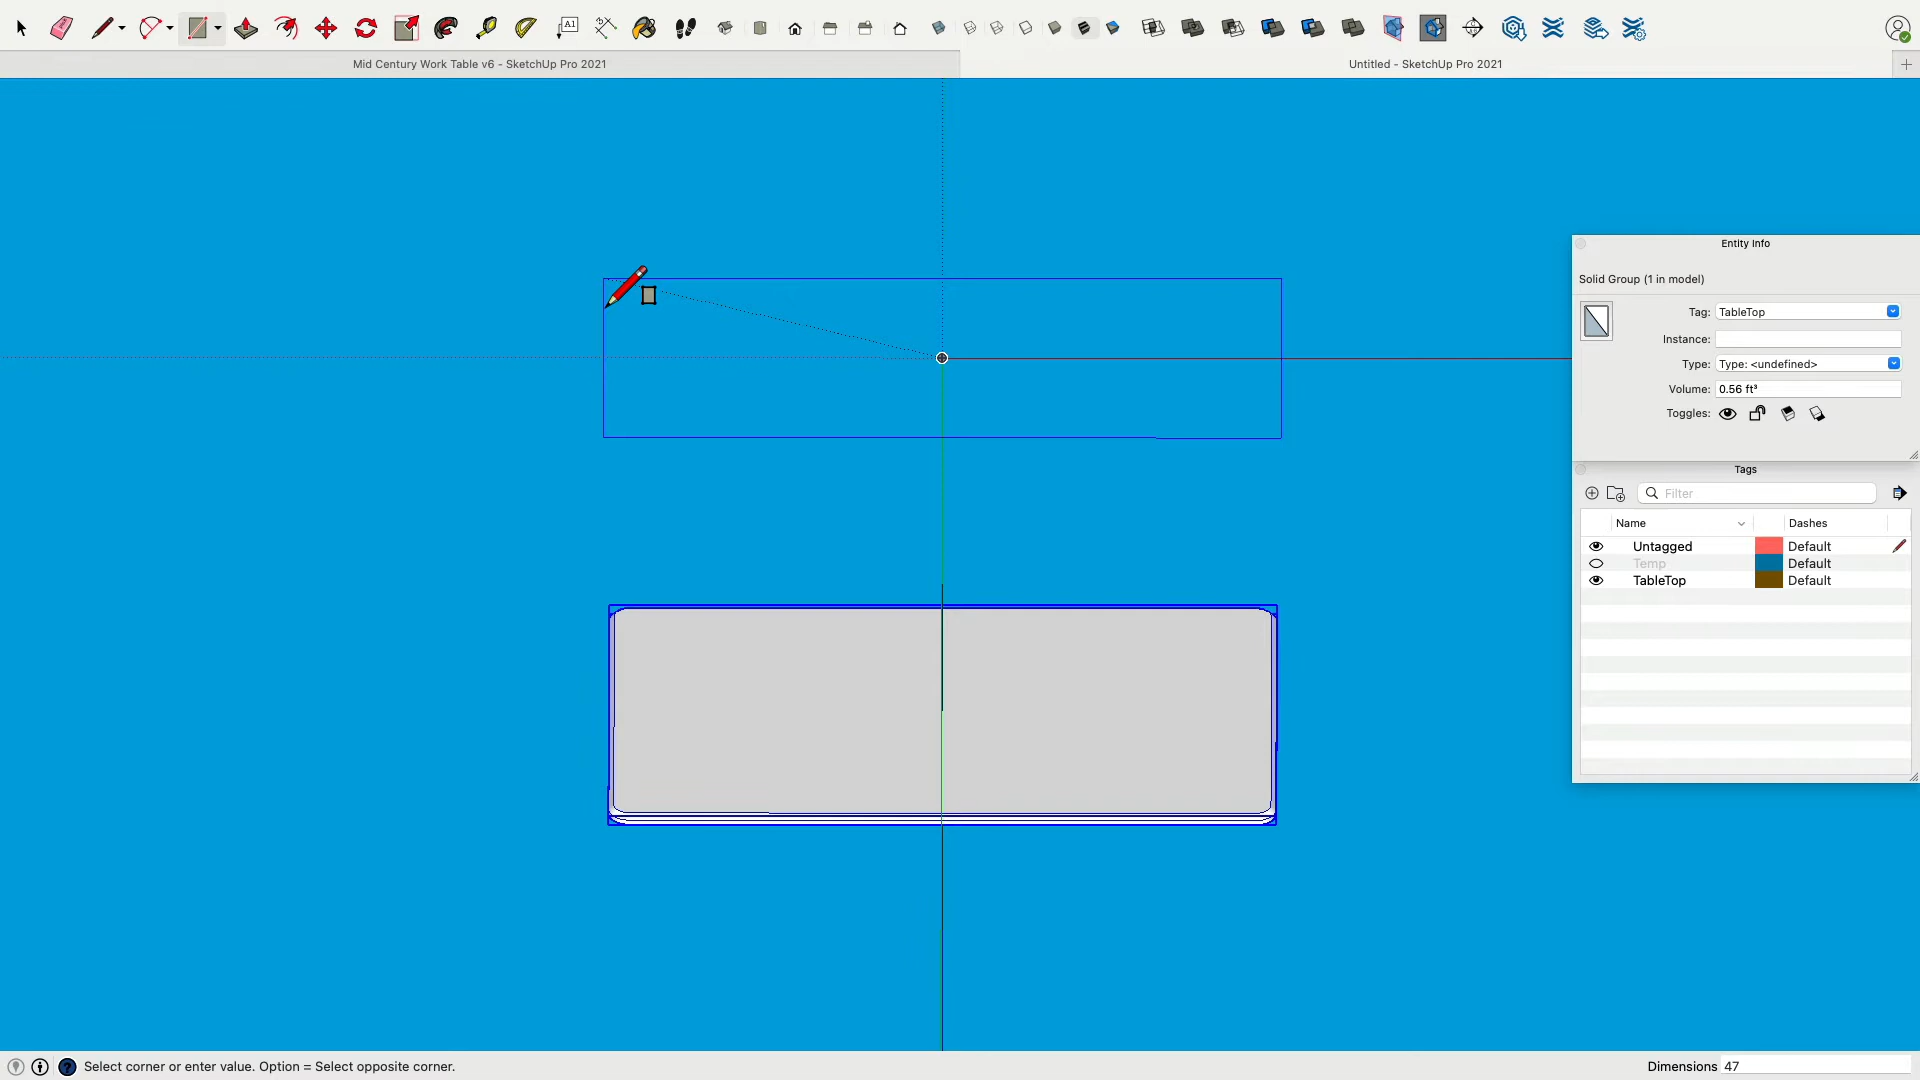 A1
Mid Century Work Table v6 - SketchUp Pro 2021
Untitled - SketchUp Pro 2021
Entity Info
Solid Group (1 in model)
Tag: TableTop
Instance:
Type: Type: <undefined>
Volume: 0.56 ft³
Toggles:
Tags
Filter
Name Dashes
Untagged Default
Temp Default
TableTop Default
Select corner or enter value. Option = Select opposite corner.
Dimensions 47